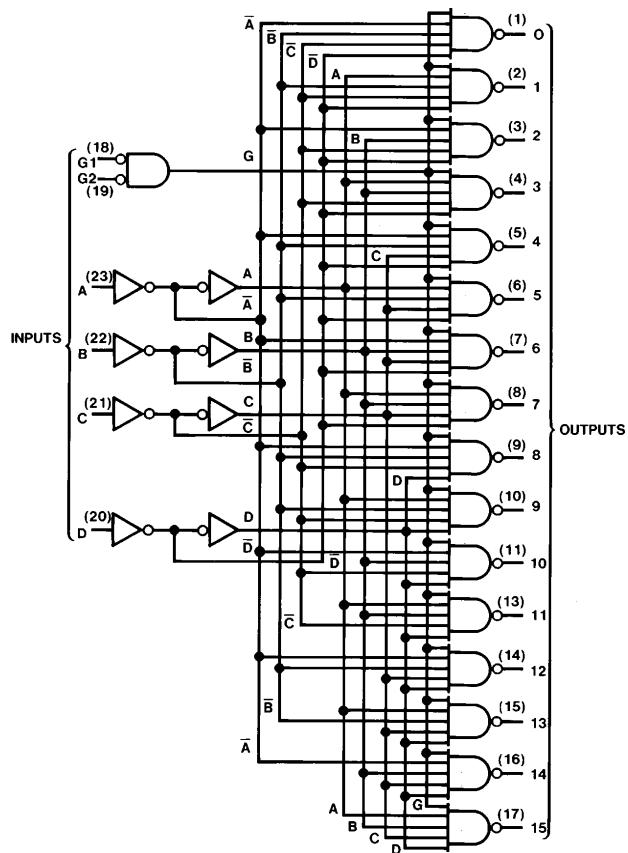 A̅ (1)
B̅ 0
C̅
D̅ (2)
A 1
(3)
B 2
(18) G
G1
G2 (4)
(19) 3
(5)
C 4
(23) A (6)
A 5
A̅
INPUTS (22) B (7)
B B̅ 6
(21) C (8)
C C̅ 7
OUTPUTS
(9)
8
D
(10)
9
(20) D
D D̅ D̅ (11)
10
(13)
C̅ 11
(14)
12
B̅ (15)
13
A̅ (16)
14
G
A (17)
B 15
C
D